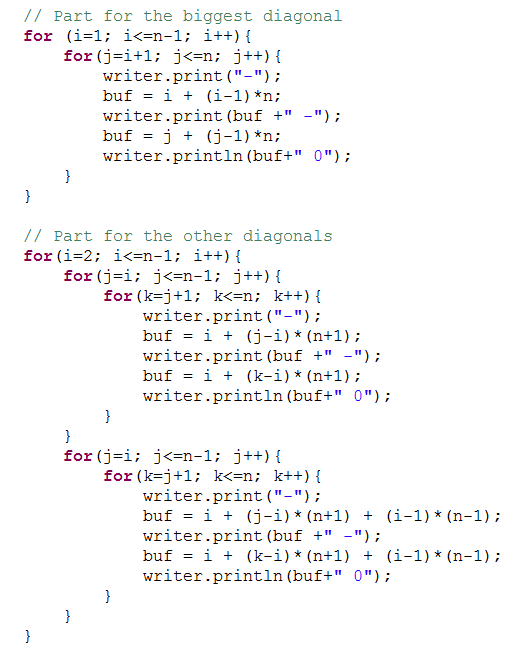 // Part for the biggest diagonal
for (i=1; i<=n-1; i++){
    for(j=i+1; j<=n; j++){
        writer.print("-");
        buf = i + (i-1)*n;
        writer.print(buf +" -");
        buf = j + (j-1)*n;
        writer.println(buf+" 0");
    }
}

// Part for the other diagonals
for(i=2; i<=n-1; i++){
    for(j=i; j<=n-1; j++){
        for(k=j+1; k<=n; k++){
            writer.print("-");
            buf = i + (j-i)*(n+1);
            writer.print(buf +" -");
            buf = i + (k-i)*(n+1);
            writer.println(buf+" 0");
        }
    }
    for(j=i; j<=n-1; j++){
        for(k=j+1; k<=n; k++){
            writer.print("-");
            buf = i + (j-i)*(n+1) + (i-1)*(n-1);
            writer.print(buf +" -");
            buf = i + (k-i)*(n+1) + (i-1)*(n-1);
            writer.println(buf+" 0");
        }
    }
}